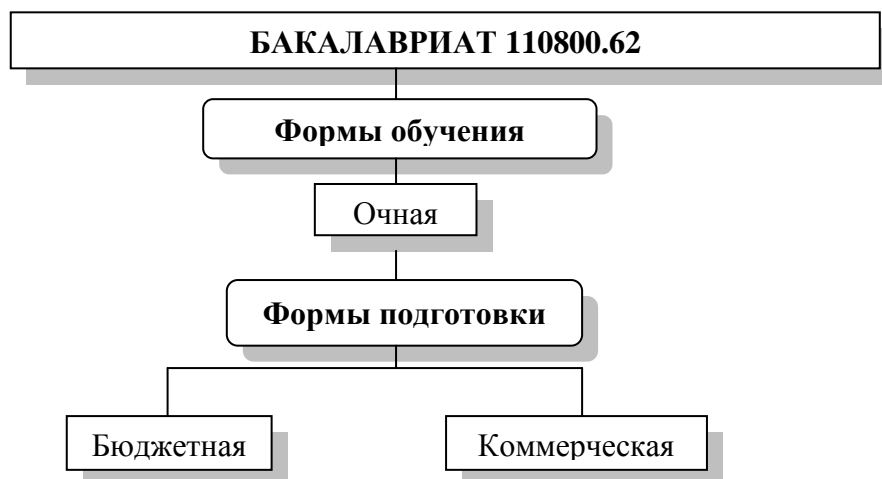 БАКАЛАВРИАТ 110800.62
Формы обучения
Очная
Формы подготовки
Бюджетная
Коммерческая